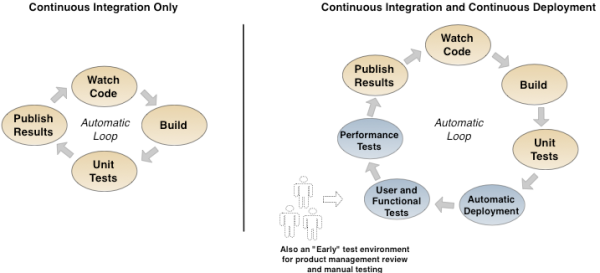 Continuous Integration Only
Watch
Code
Publish
Results
Automatic
Loop
Build
Unit
Tests
Continuous Integration and Continuous Deployment
Watch
Code
Publish
Results
Build
Automatic
Loop
Performance
Tests
Unit
Tests
User and
Functional
Tests
Automatic
Deployment
Also an "Early" test environment
for product management review
and manual testing